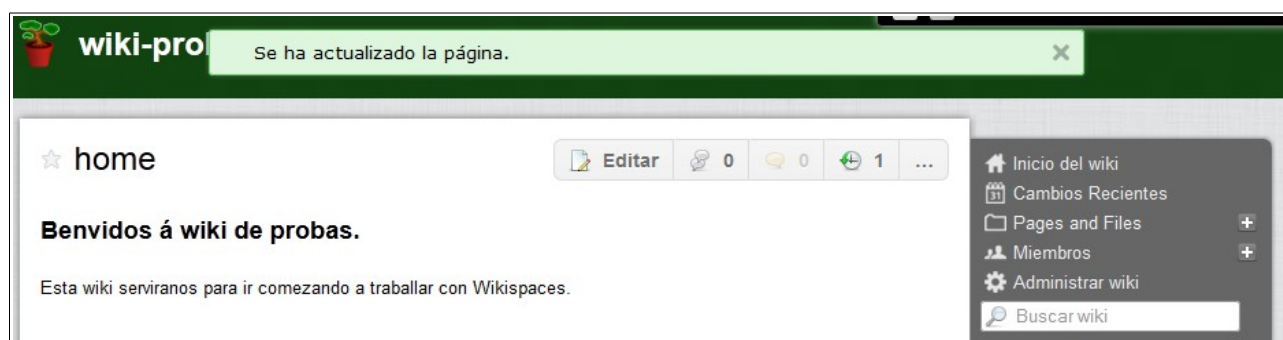 wiki-pro
Se ha actualizado la página.
home
Editar 0 0 1 ...
Benvidos á wiki de probas.
Esta wiki serviranos para ir comezando a traballar con Wikispaces.
Inicio del wiki
31 Cambios Recientes
Pages and Files
Miembros
Administrar wiki
Buscar wiki